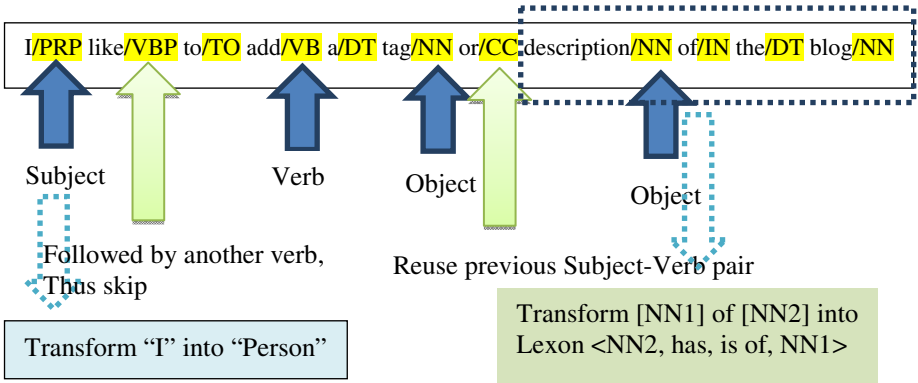 I/PRP like/VBP to/TO add/VB a/DT tag/NN or/CC description/NN of/IN the/DT blog/NN
Subject
Verb
Object
Object
Followed by another verb,
Thus skip
Reuse previous Subject-Verb pair
Transform “I” into “Person”
Transform [NN1] of [NN2] into
Lexon <NN2, has, is of, NN1>